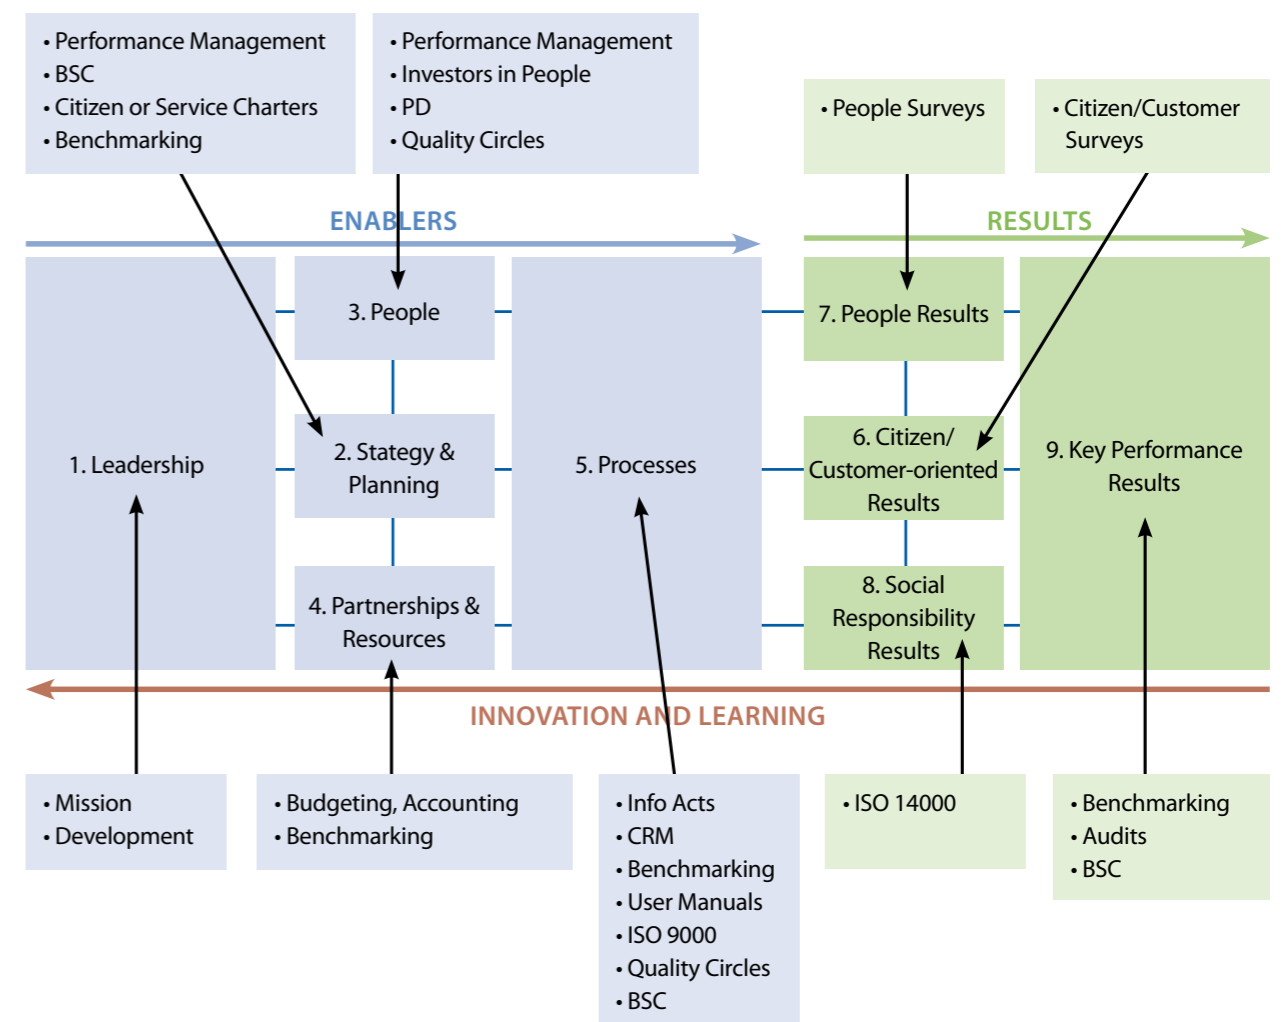 • Performance Management
• BSC
• Citizen or Service Charters
• Benchmarking
• Performance Management
• Investors in People
• PD
• Quality Circles
• People Surveys
• Citizen/Customer
Surveys
ENABLERS
RESULTS
1. Leadership
3. People
2. Stategy &
Planning
4. Partnerships &
Resources
5. Processes
7. People Results
6. Citizen/
Customer-oriented
Results
8. Social
Responsibility
Results
9. Key Performance
Results
INNOVATION AND LEARNING
• Mission
• Development
• Budgeting, Accounting
• Benchmarking
• Info Acts
• CRM
• Benchmarking
• User Manuals
• ISO 9000
• Quality Circles
• BSC
• ISO 14000
• Benchmarking
• Audits
• BSC